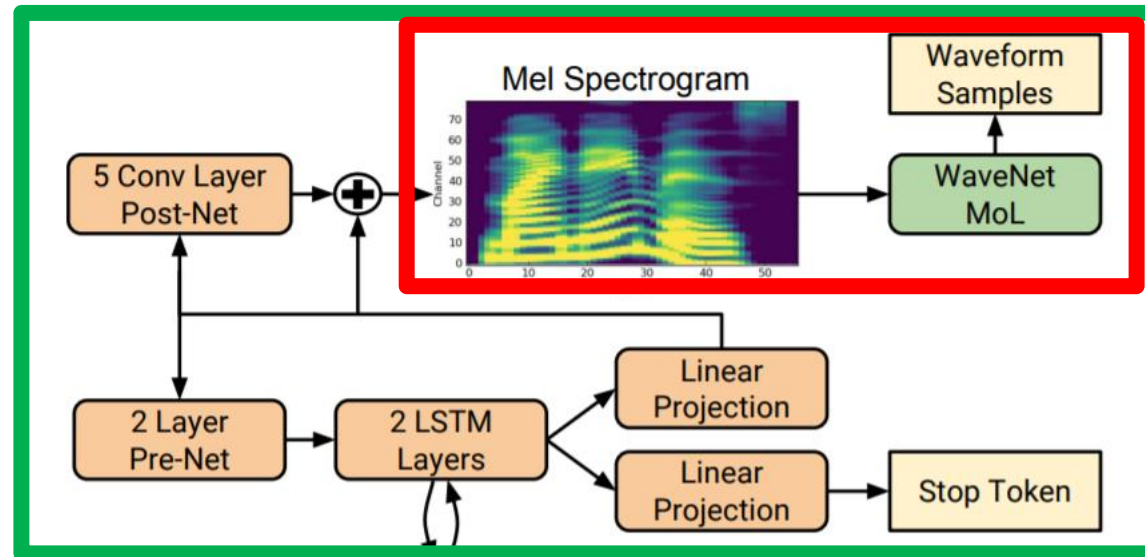 Waveform
Samples
Mel Spectrogram
70
60
50
40
30
20
10
0
Channel
0 10 20 30 40 50
5 Conv Layer
Post-Net
WaveNet
MoL
Linear
Projection
2 Layer
Pre-Net
2 LSTM
Layers
Linear
Projection
Stop Token